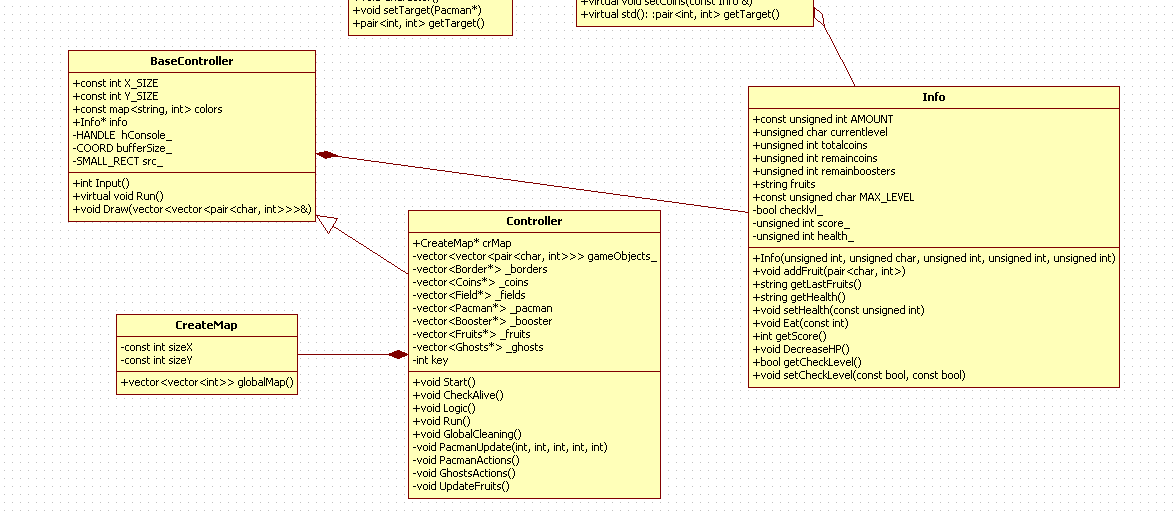 +void setTarget(Pacman*)
+pair<int, int> getTarget()
+virtual void setCoins(const Info &)
+virtual std(): :pair<int, int> getTarget()
BaseController
+const int X_SIZE
+const int Y_SIZE
+const map<string, int> colors
+Info* info
-HANDLE hConsole_
-COORD bufferSize_
-SMALL_RECT src_
+int Input()
+virtual void Run()
+void Draw(vector<vector<pair<char, int>>>&)
Info
+const unsigned int AMOUNT
+unsigned char currentlevel
+unsigned int totalcoins
+unsigned int remaincoins
+unsigned int remainboosters
+string fruits
+const unsigned char MAX_LEVEL
-bool checklvl_
-unsigned int score_
-unsigned int health_
+Info(unsigned int, unsigned char, unsigned int, unsigned int, unsigned int)
+void addFruit(pair<char, int>)
+string getLastFruits()
+string getHealth()
+void setHealth(const unsigned int)
+void Eat(const int)
+int getScore()
+void DecreaseHP()
+bool getCheckLevel()
+void setCheckLevel(const bool, const bool)
Controller
+CreateMap* crMap
-vector<vector<pair<char, int>>> gameObjects_
-vector<Border*> _borders
-vector<Coins*> _coins
-vector<Field*> _fields
-vector<Pacman*> _pacman
-vector<Booster*> _booster
-vector<Fruits*> _fruits
-vector<Ghosts*> _ghosts
-int key
+void Start()
+void CheckAlive()
+void Logic()
+void Run()
+void GlobalCleaning()
-void PacmanUpdate(int, int, int, int, int)
-void PacmanActions()
-void GhostsActions()
-void UpdateFruits()
CreateMap
-const int sizeX
-const int sizeY
+vector<vector<int>> globalMap()